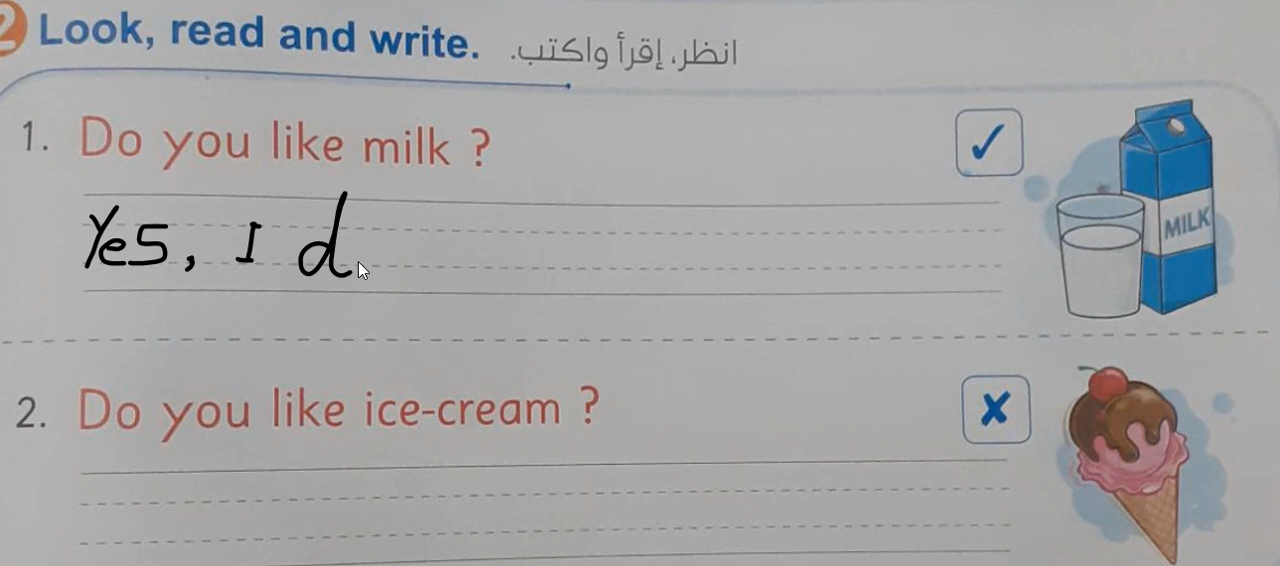 2 Look, read and write. انظر، إقرأ واكتب.
1. Do you like milk ? ✓
Yes, I d
MILK
2. Do you like ice-cream ? ✗